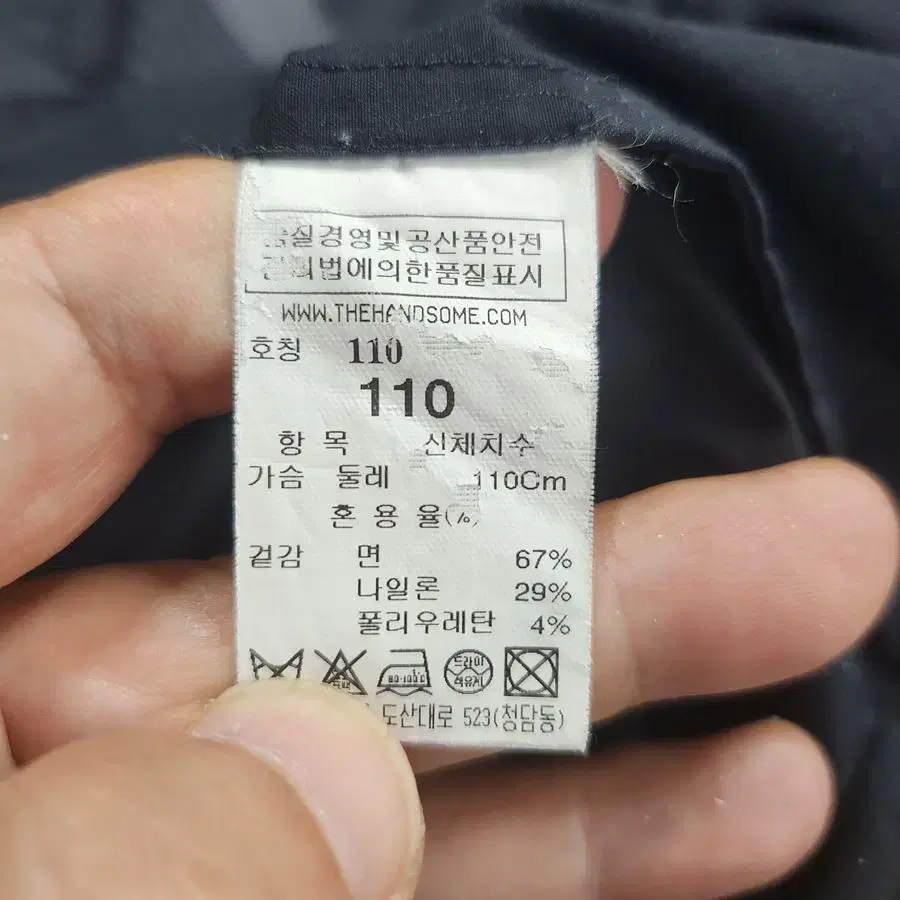 품질경영및공산품안전
관리법에의한품질표시
WWW.THEHANDSOME.COM
호칭 110
110
항 목 신체치수
가슴 둘레 110Cm
혼 용 율(%)
겉감 면 67%
나일론 29%
폴리우레탄 4%
드라이
석유계
도산대로 523(청담동)